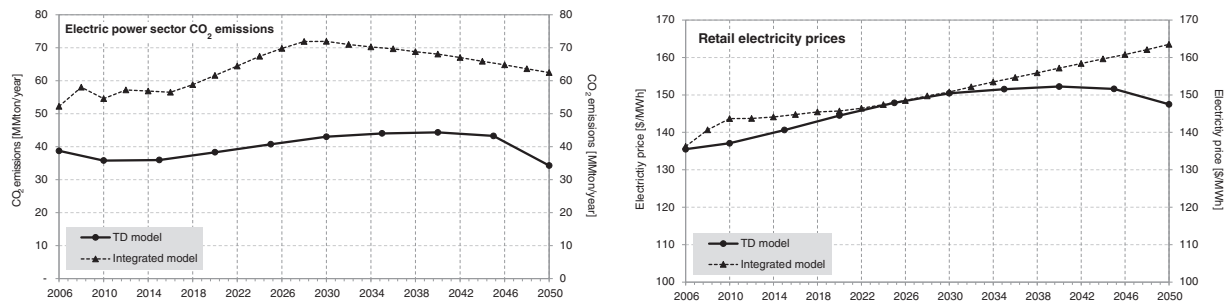 Electric power sector CO2 emissions
80
70
60
50
40
30
20
10
-
CO2 emissions [MMton/year]
80
70
60
50
40
30
20
10
0
CO2 emissions [MMton/year]
TD model
Integrated model
2006 2010 2014 2018 2022 2026 2030 2034 2038 2042 2046 2050
Retail electricity prices
170
160
150
140
130
120
110
100
Electrictiy price [$/MWh]
170
160
150
140
130
120
110
100
Electrictly price [$/MWh]
TD model
Integrated model
2006 2010 2014 2018 2022 2026 2030 2034 2038 2042 2046 2050